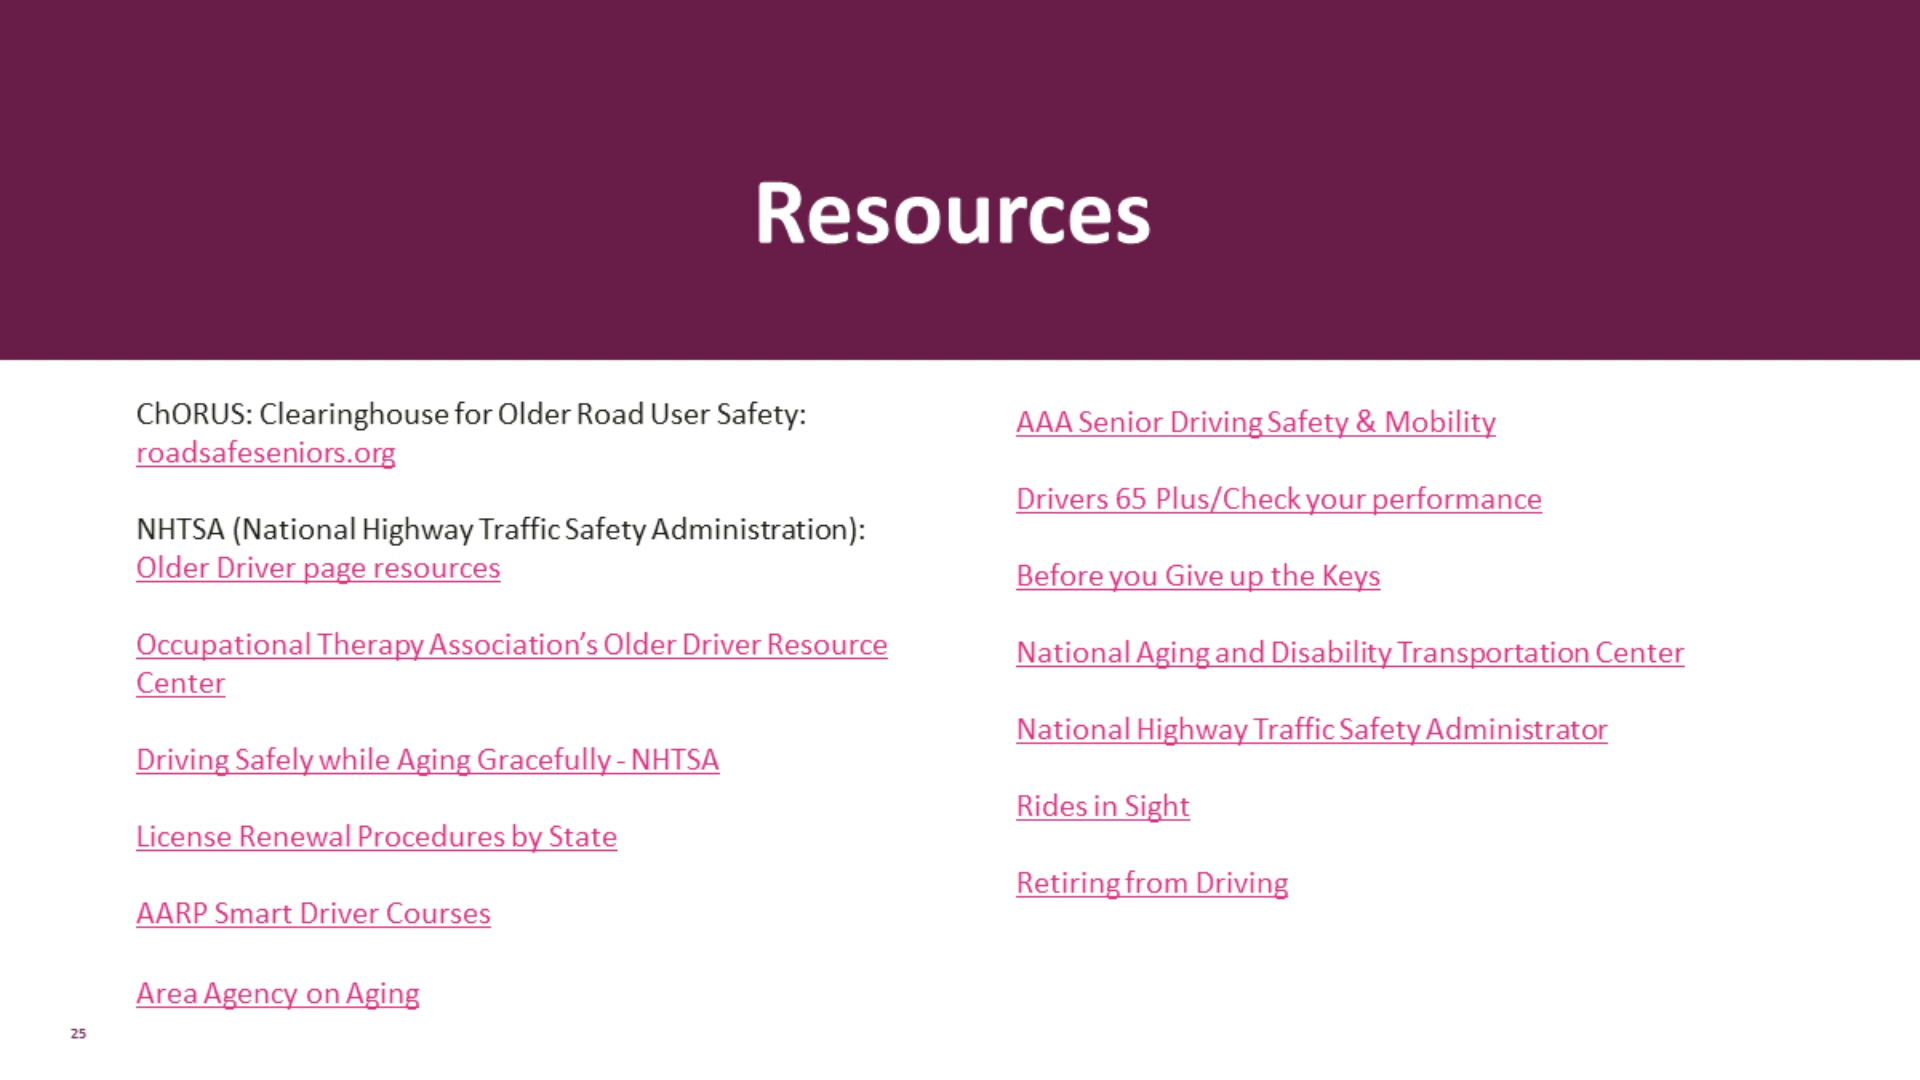 Resources
ChORUS: Clearinghouse for Older Road User Safety:
roadsafeseniors.org
NHTSA (National Highway Traffic Safety Administration):
Older Driver page resources
Occupational Therapy Association’s Older Driver Resource
Center
Driving Safely while Aging Gracefully - NHTSA
License Renewal Procedures by State
AARP Smart Driver Courses
Area Agency on Aging
AAA Senior Driving Safety & Mobility
Drivers 65 Plus/Check your performance
Before you Give up the Keys
National Aging and Disability Transportation Center
National Highway Traffic Safety Administrator
Rides in Sight
Retiring from Driving
25